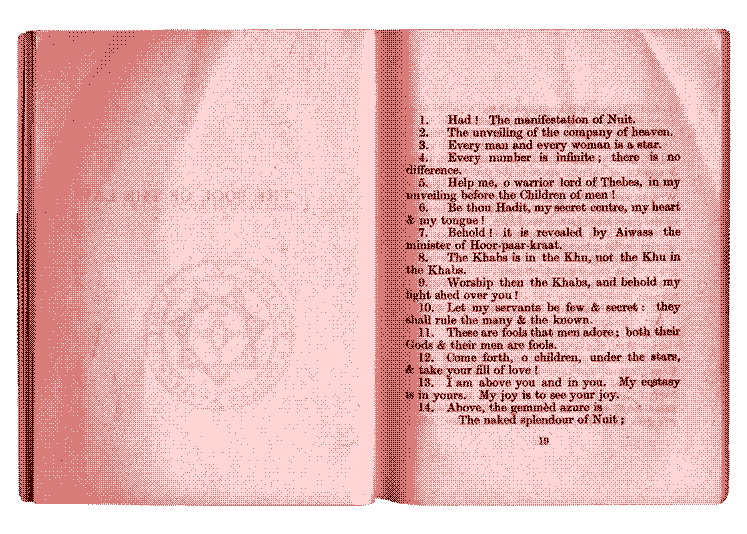 1. Had ! The manifestation of Nuit.
2. The unveiling of the company of heaven.
3. Every man and every woman is a star.
4. Every number is infinite ; there is no
difference.
5. Help me, o warrior lord of Thebes, in my
unveiling before the Children of men !
6. Be thou Hadit, my secret centre, my heart
& my tongue !
7. Behold ! it is revealed by Aiwass the
minister of Hoor-paar-kraat.
8. The Khabs is in the Khu, not the Khu in
the Khabs.
9. Worship then the Khabs, and behold my
light shed over you !
10. Let my servants be few & secret : they
shall rule the many & the known.
11. These are fools that men adore ; both their
Gods & their men are fools.
12. Come forth, o children, under the stars,
& take your fill of love !
13. I am above you and in you. My ecstasy
is in yours. My joy is to see your joy.
14. Above, the gemmèd azure is
The naked splendour of Nuit ;
19